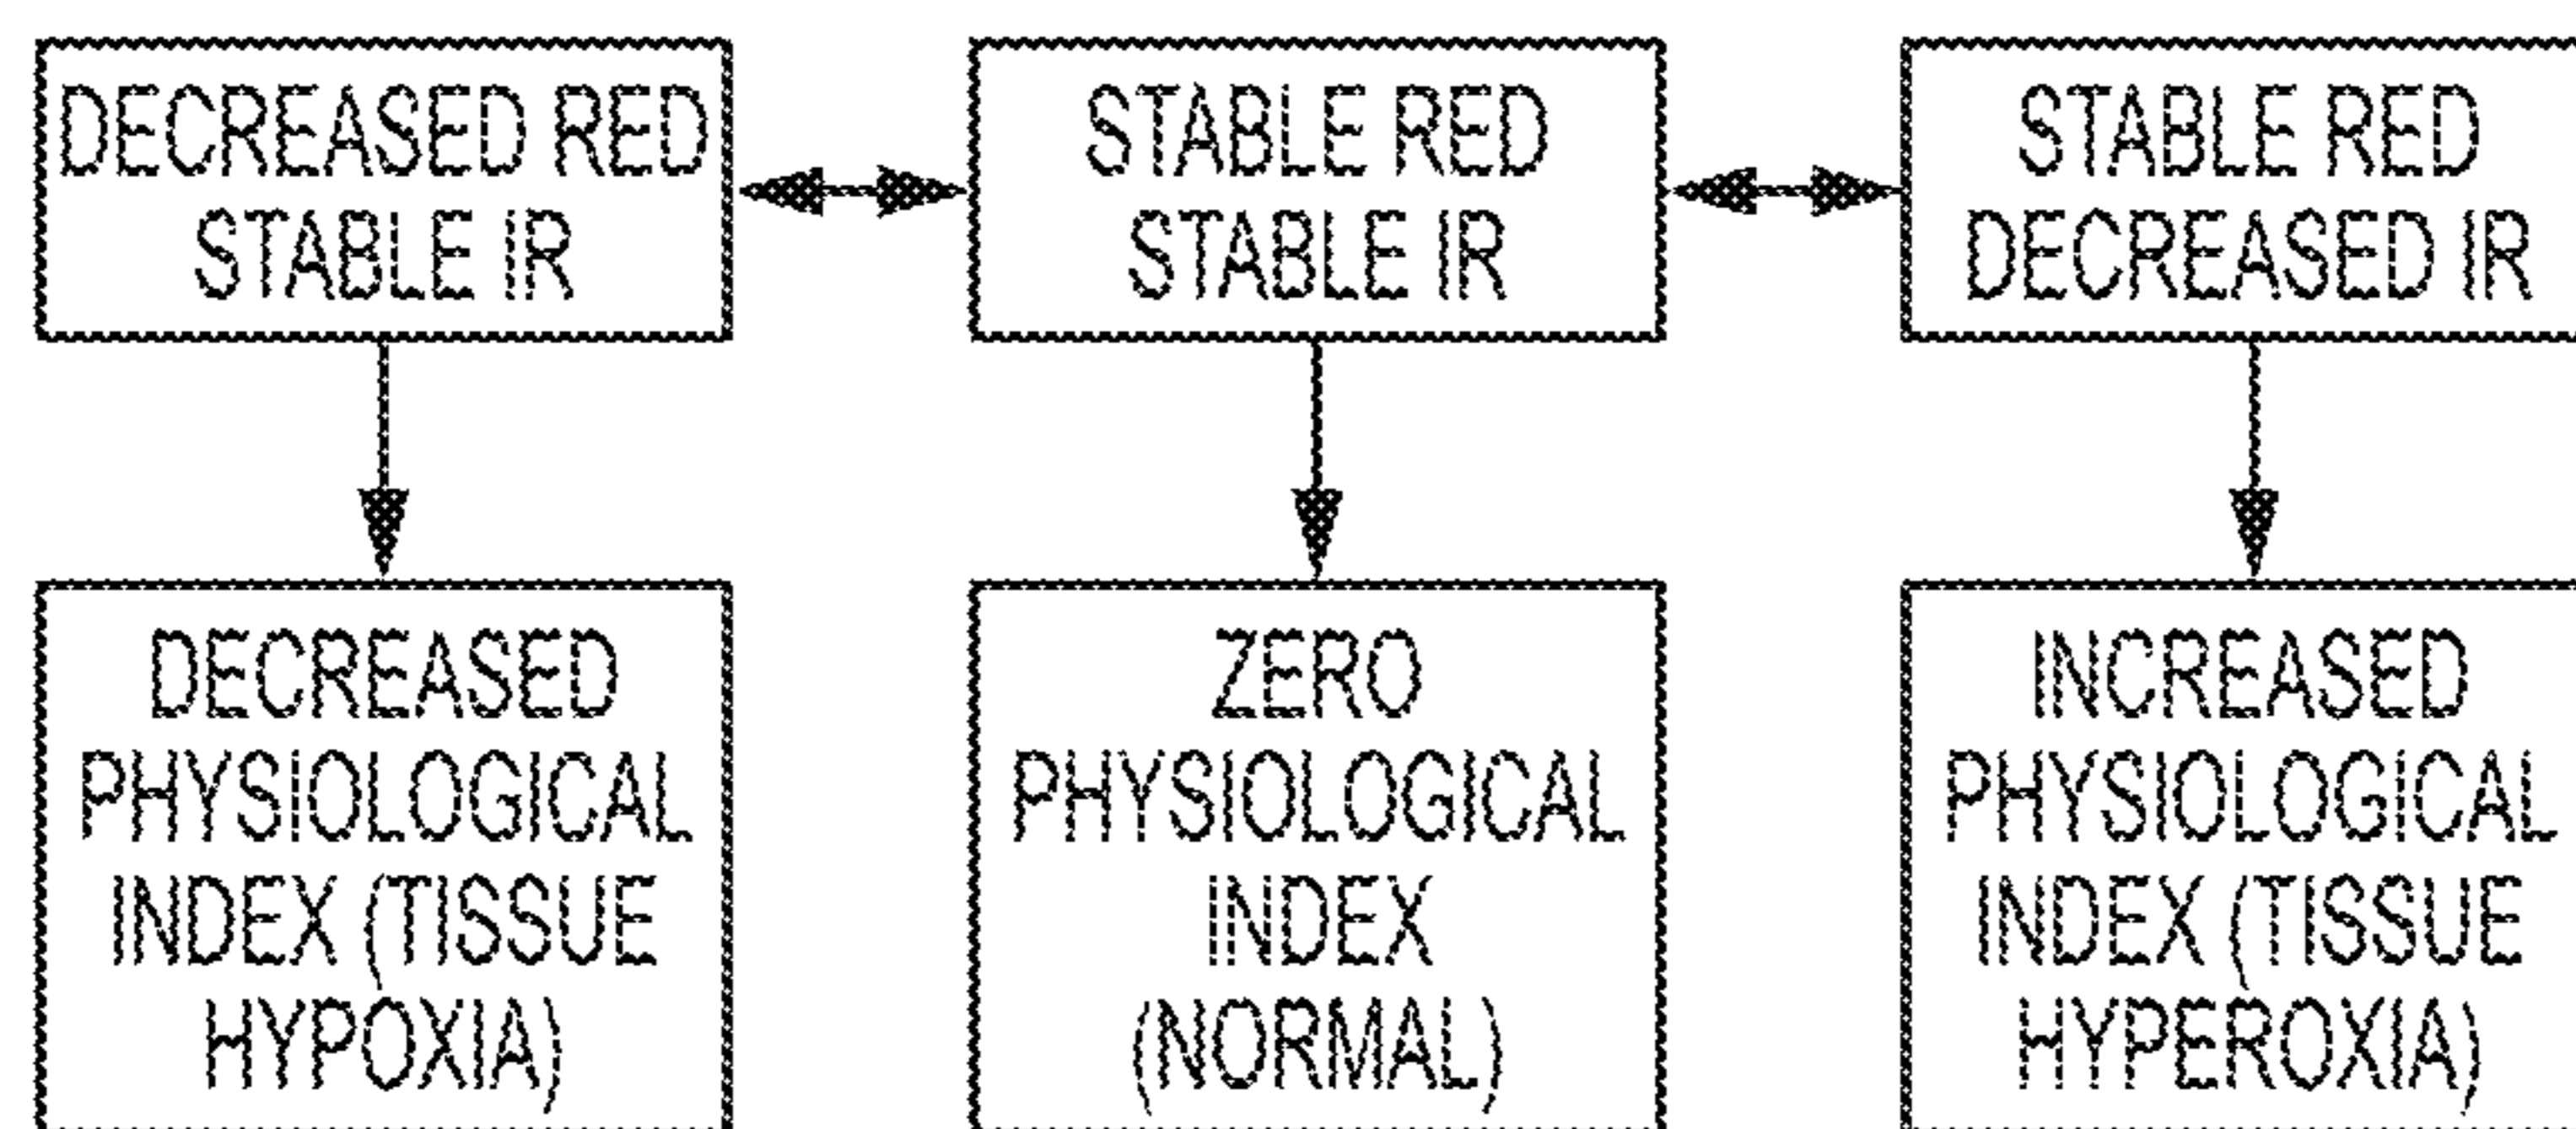 DECREASED RED
STABLE IR
STABLE RED
STABLE IR
STABLE RED
DECREASED IR
DECREASED
PHYSIOLOGICAL
INDEX (TISSUE
HYPOXIA)
ZERO
PHYSIOLOGICAL
INDEX
(NORMAL)
INCREASED
PHYSIOLOGICAL
INDEX (TISSUE
HYPEROXIA)